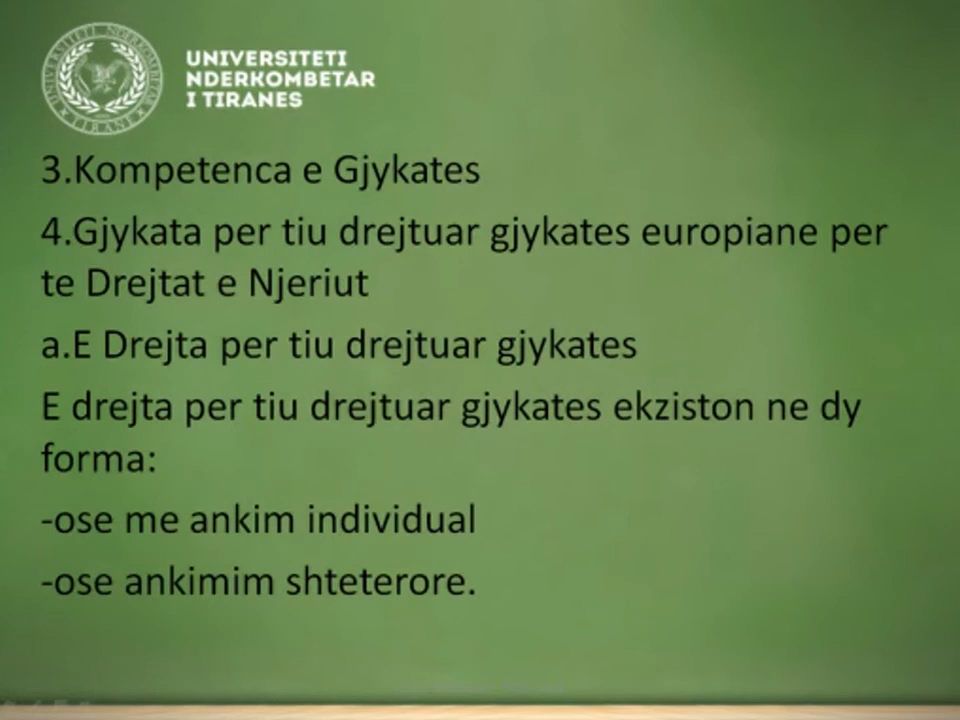 UNIVERSITETI
NDERKOMBETAR
I TIRANES
3.Kompetenca e Gjykates
4.Gjykata per tiu drejtuar gjykates europiane per
te Drejtat e Njeriut
a.E Drejta per tiu drejtuar gjykates
E drejta per tiu drejtuar gjykates ekziston ne dy
forma:
-ose me ankim individual
-ose ankimim shteterore.